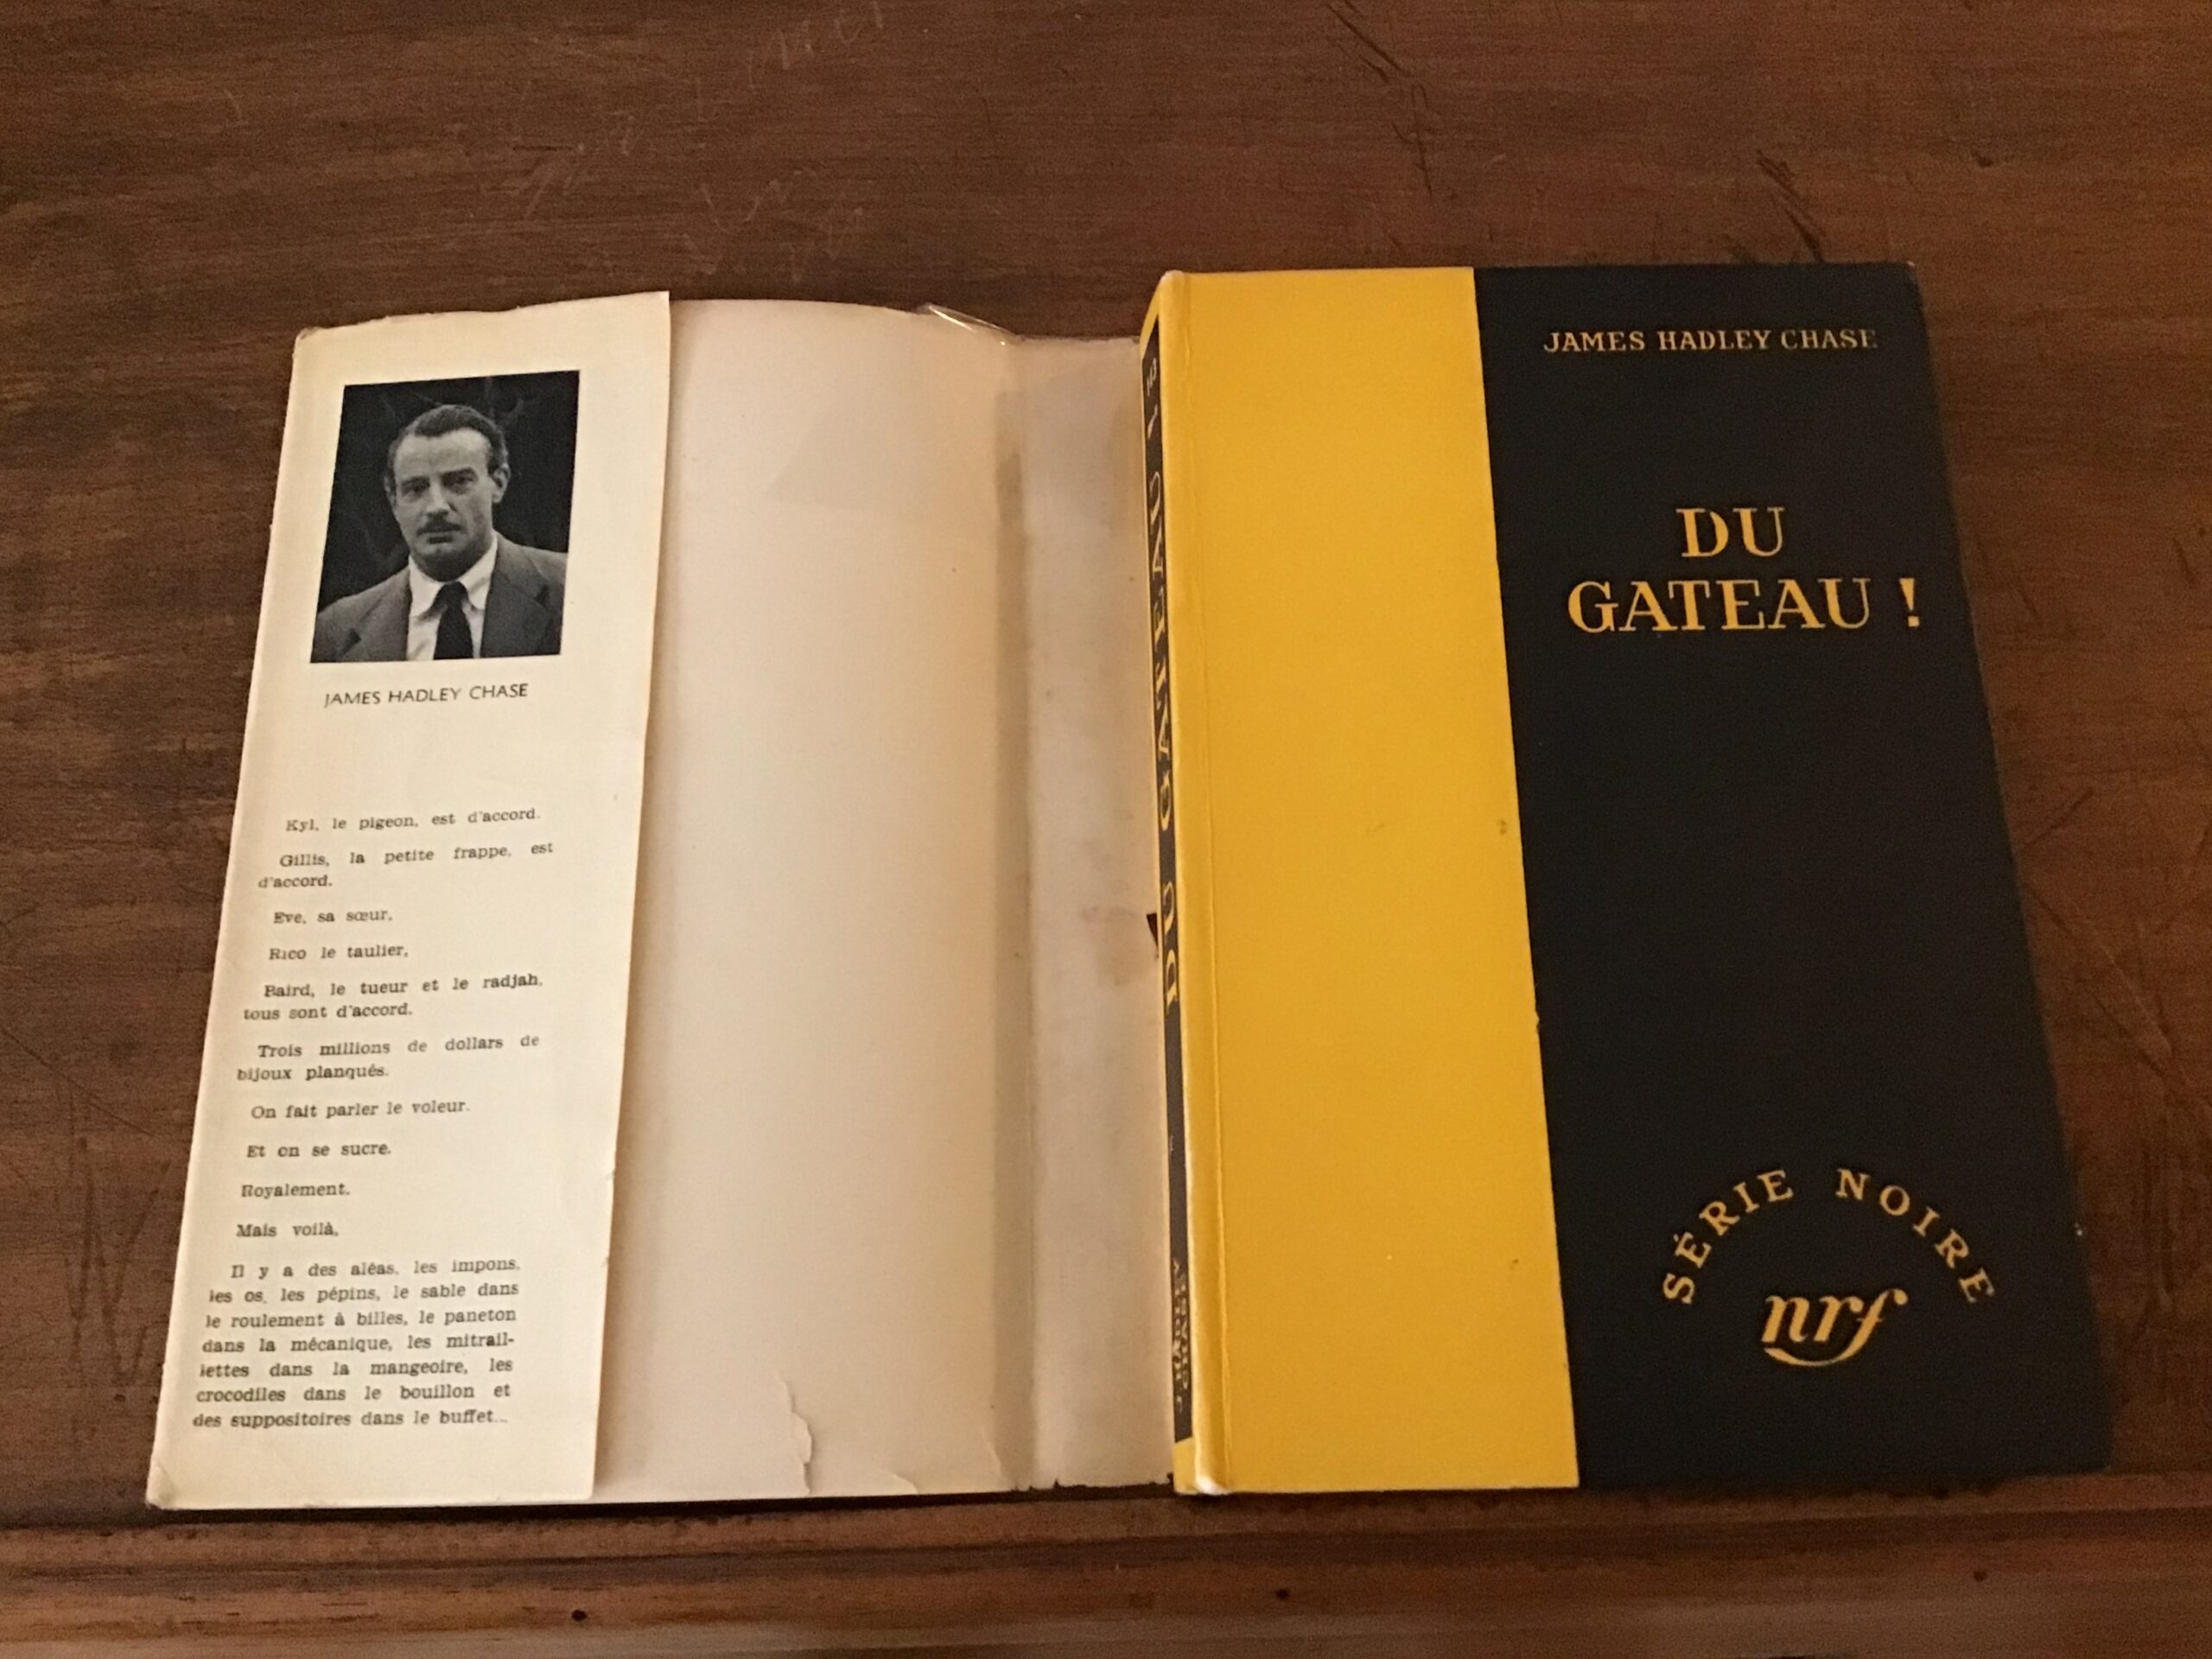 JAMES HADLEY CHASE
Kyl, le pigeon, est d'accord.
Gillis, la petite frappe, est
d'accord.
Eve, sa sœur,
Rico le taulier,
Baird, le tueur et le radjah,
tous sont d'accord.
Trois millions de dollars de
bijoux planqués.
On fait parler le voleur.
Et on se sucre.
Royalement.
Mais voilà,
Il y a des aléas, les impons,
les os, les pépins, le sable dans
le roulement à billes, le paneton
dans la mécanique, les mitrail-
lettes dans la mangeoire, les
crocodiles dans le bouillon et
des suppositoires dans le buffet...
DU GATEAU !
J. HADLEY
CHASE
JAMES HADLEY CHASE
DU
GATEAU !
SÉRIE NOIRE
nrf